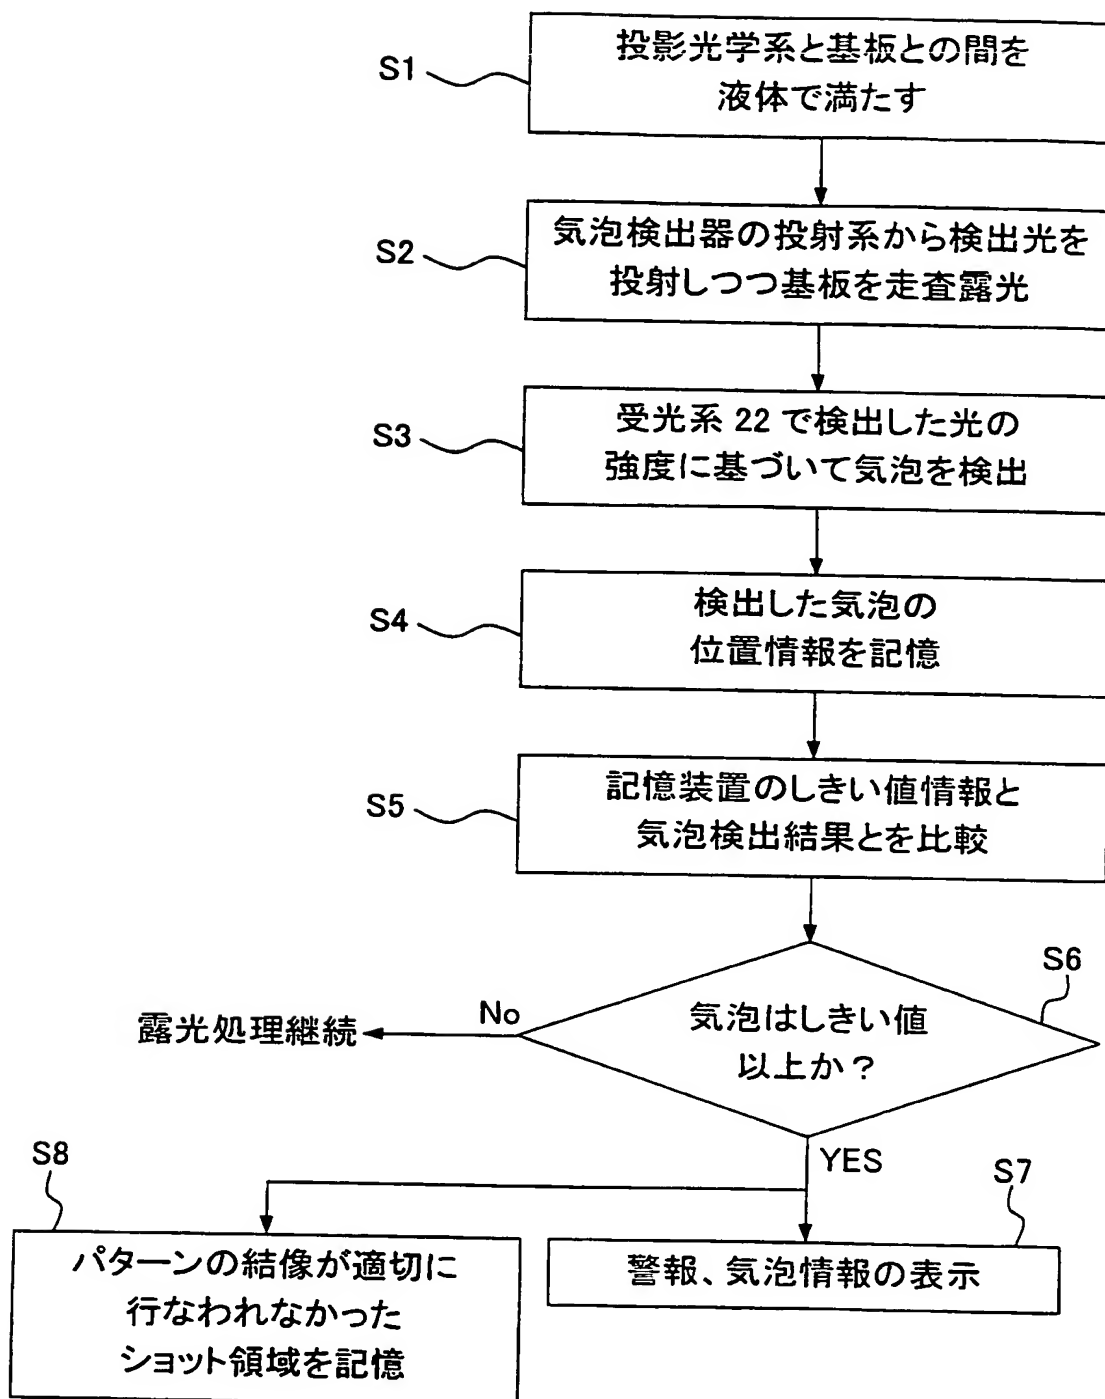 S1
投影光学系と基板との間を
液体で満たす
S2
気泡検出器の投射系から検出光を
投射しつつ基板を走査露光
S3
受光系 22 で検出した光の
強度に基づいて気泡を検出
S4
検出した気泡の
位置情報を記憶
S5
記憶装置のしきい値情報と
気泡検出結果とを比較
S6
気泡はしきい値
以上か？
No
露光処理継続
YES
S8
パターンの結像が適切に
行なわれなかった
ショット領域を記憶
S7
警報、気泡情報の表示